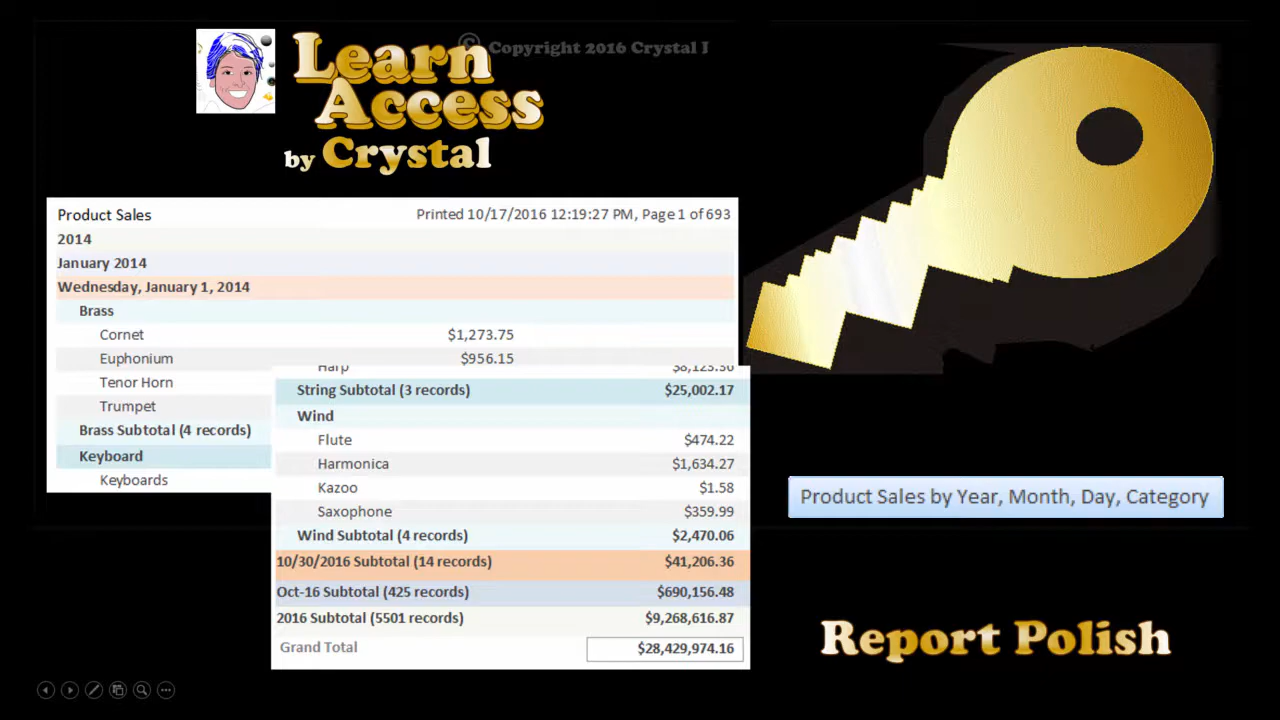 © Copyright 2016 Crystal
Learn
Access
by Crystal
Product Sales Printed 10/17/2016 12:19:27 PM, Page 1 of 693
2014
January 2014
Wednesday, January 1, 2014
Brass
Cornet $1,273.75
Euphonium $956.15
Tenor Horn
Trumpet
Brass Subtotal (4 records)
Keyboard
Keyboards
Harp $8,123.36
String Subtotal (3 records) $25,002.17
Wind
Flute $474.22
Harmonica $1,634.27
Kazoo $1.58
Saxophone $359.99
Wind Subtotal (4 records) $2,470.06
10/30/2016 Subtotal (14 records) $41,206.36
Oct-16 Subtotal (425 records) $690,156.48
2016 Subtotal (5501 records) $9,268,616.87
Grand Total $28,429,974.16
Product Sales by Year, Month, Day, Category
Report Polish